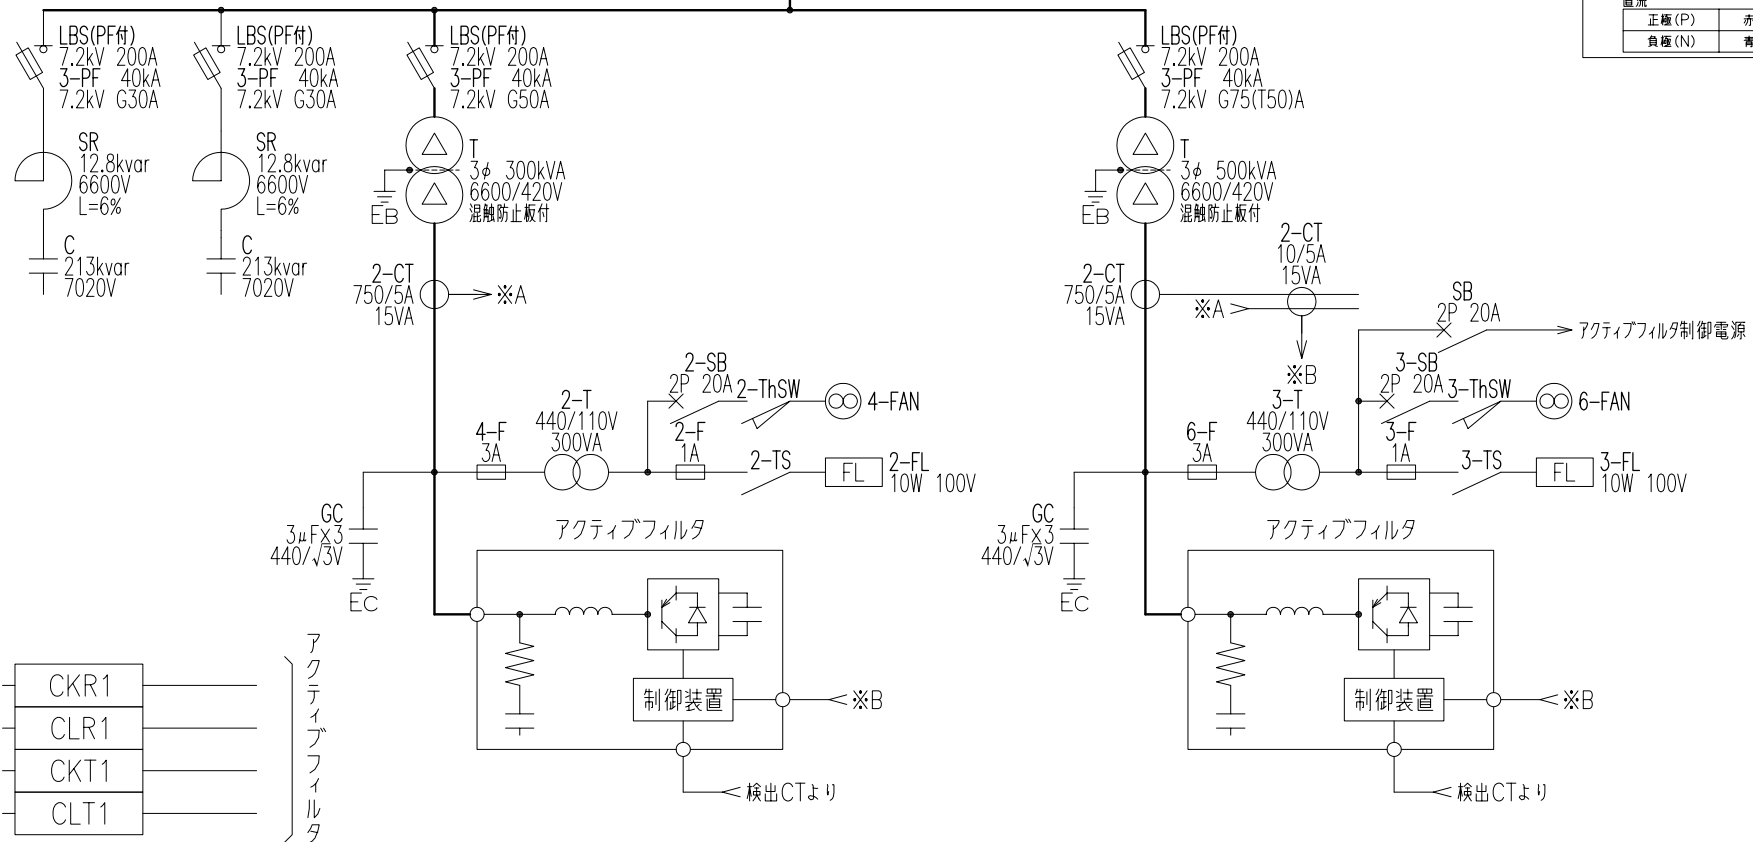 直流
正極(P) 赤
負極(N) 青
LBS(PF付)
7.2kV 200A
3-PF 40kA
7.2kV G30A
LBS(PF付)
7.2kV 200A
3-PF 40kA
7.2kV G30A
LBS(PF付)
7.2kV 200A
3-PF 40kA
7.2kV G50A
LBS(PF付)
7.2kV 200A
3-PF 40kA
7.2kV G75(T50)A
SR
12.8kvar
6600V
L=6%
SR
12.8kvar
6600V
L=6%
T
3φ 300kVA
6600/420V
混触防止板付
EB
T
3φ 500kVA
6600/420V
混触防止板付
EB
C
213kvar
7020V
C
213kvar
7020V
2-CT
750/5A
15VA
※A
2-CT
750/5A
15VA
2-CT
10/5A
15VA
※A
※B
SB
2P 20A
アクティブフィルタ制御電源
2-SB
2P 20A
2-ThSW
4-FAN
3-SB
2P 20A
3-ThSW
6-FAN
4-F
3A
2-T
440/110V
300VA
2-F
1A
2-TS
FL
2-FL
10W 100V
6-F
3A
3-T
440/110V
300VA
3-F
1A
3-TS
FL
3-FL
10W 100V
GC
3μFX3
440/√3V
EC
アクティブフィルタ
制御装置
※B
検出CTより
GC
3μFX3
440/√3V
EC
アクティブフィルタ
制御装置
※B
検出CTより
CKR1
CLR1
CKT1
CLT1
アクティブフィルタ